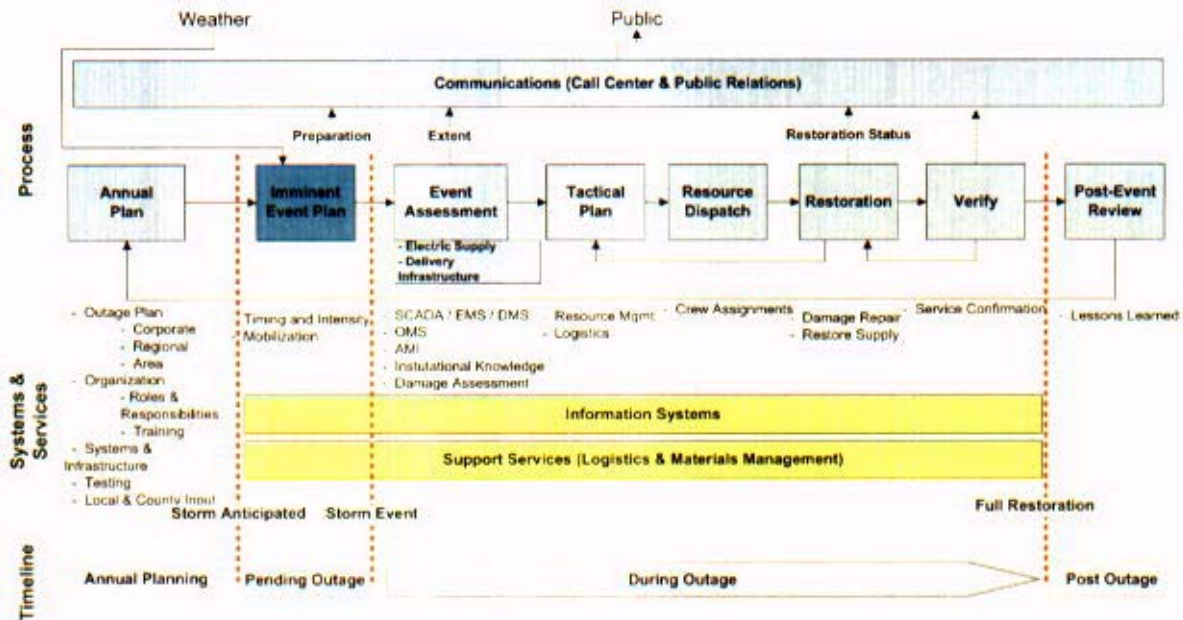 Weather
Public
Communications (Call Center & Public Relations)
Process
Preparation
Extent
Restoration Status
Annual
Plan
Imminent
Event Plan
Event
Assessment
Tactical
Plan
Resource
Dispatch
Restoration
Verify
Post-Event
Review
- Electric Supply
- Delivery
Infrastructure
Systems &
Services
- Outage Plan
- Corporate
- Regional
- Area
- Organization
- Roles &
Responsibilities
- Training
- Systems &
Infrastructure
- Testing
- Local & County Input
Timing and Intensity
- Mobilization
- SCADA / EMS / DMS
- OMS
- AMI
- Instutational Knowledge
- Damage Assessment
Resource Mgmt
- Logistics
- Crew Assignments
- Damage Repair
- Restore Supply
- Service Confirmation
- Lessons Learned
Information Systems
Support Services (Logistics & Materials Management)
Storm Anticipated
Storm Event
Full Restoration
Timeline
Annual Planning
Pending Outage
During Outage
Post Outage